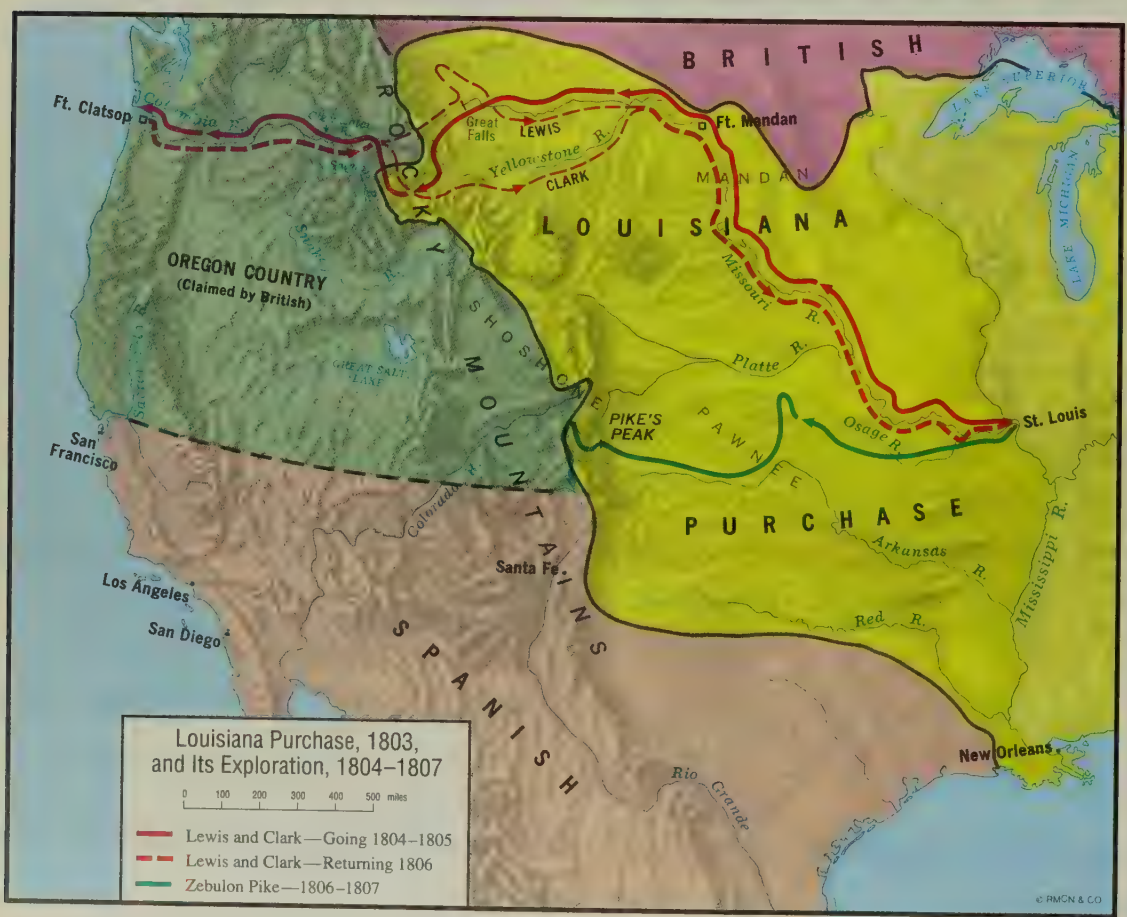 BRITISH
LAKE SUPERIOR
LAKE MICHIGAN
ROCKY MOUNTAINS
Ft. Clatsop
Columbia R.
Great
Falls
LEWIS
Ft. Mandan
Yellowstone R.
CLARK
MANDAN
LOUISIANA
OREGON COUNTRY
(Claimed by British)
Snake R.
SHOSHONE
Missouri R.
GREAT SALT
LAKE
Platte R.
PAWNEE
PIKE'S
PEAK
Osage R.
St. Louis
San
Francisco
Colorado R.
PURCHASE
Arkansas R.
Mississippi R.
Santa Fe
Los Angeles
San Diego
Red R.
SPANISH
New Orleans
Rio Grande
Louisiana Purchase, 1803,
and Its Exploration, 1804–1807
0 100 200 300 400 500 miles
Lewis and Clark—Going 1804–1805
Lewis and Clark—Returning 1806
Zebulon Pike—1806–1807
© RMCN & CO